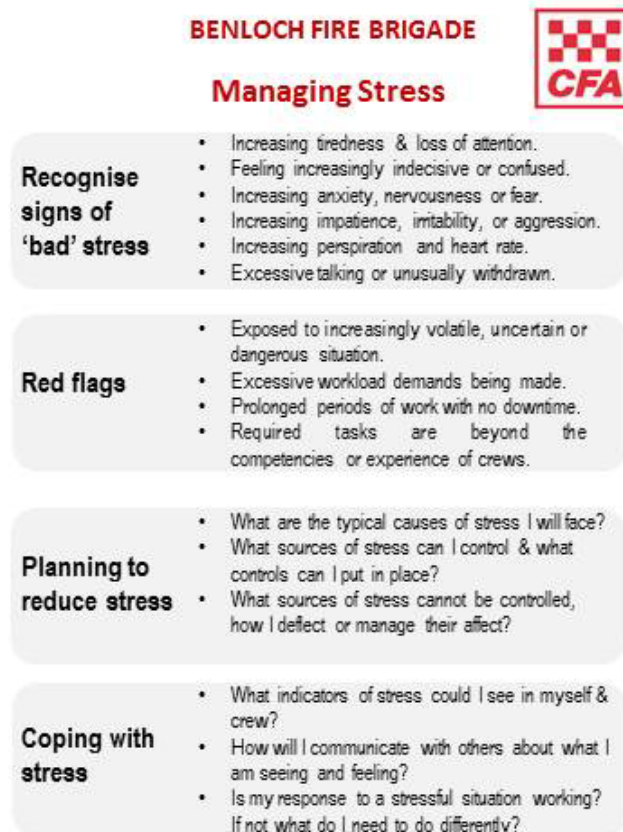 BENLOCH FIRE BRIGADE
CFA
Managing Stress
Recognise
signs of
‘bad’ stress
• Increasing tiredness & loss of attention.
• Feeling increasingly indecisive or confused.
• Increasing anxiety, nervousness or fear.
• Increasing impatience, irritability, or aggression.
• Increasing perspiration and heart rate.
• Excessive talking or unusually withdrawn.
Red flags
• Exposed to increasingly volatile, uncertain or
dangerous situation.
• Excessive workload demands being made.
• Prolonged periods of work with no downtime.
• Required tasks are beyond the
competencies or experience of crews.
Planning to
reduce stress
• What are the typical causes of stress I will face?
• What sources of stress can I control & what
controls can I put in place?
• What sources of stress cannot be controlled,
how I deflect or manage their affect?
Coping with
stress
• What indicators of stress could I see in myself &
crew?
• How will I communicate with others about what I
am seeing and feeling?
• Is my response to a stressful situation working?
If not what do I need to do differently?